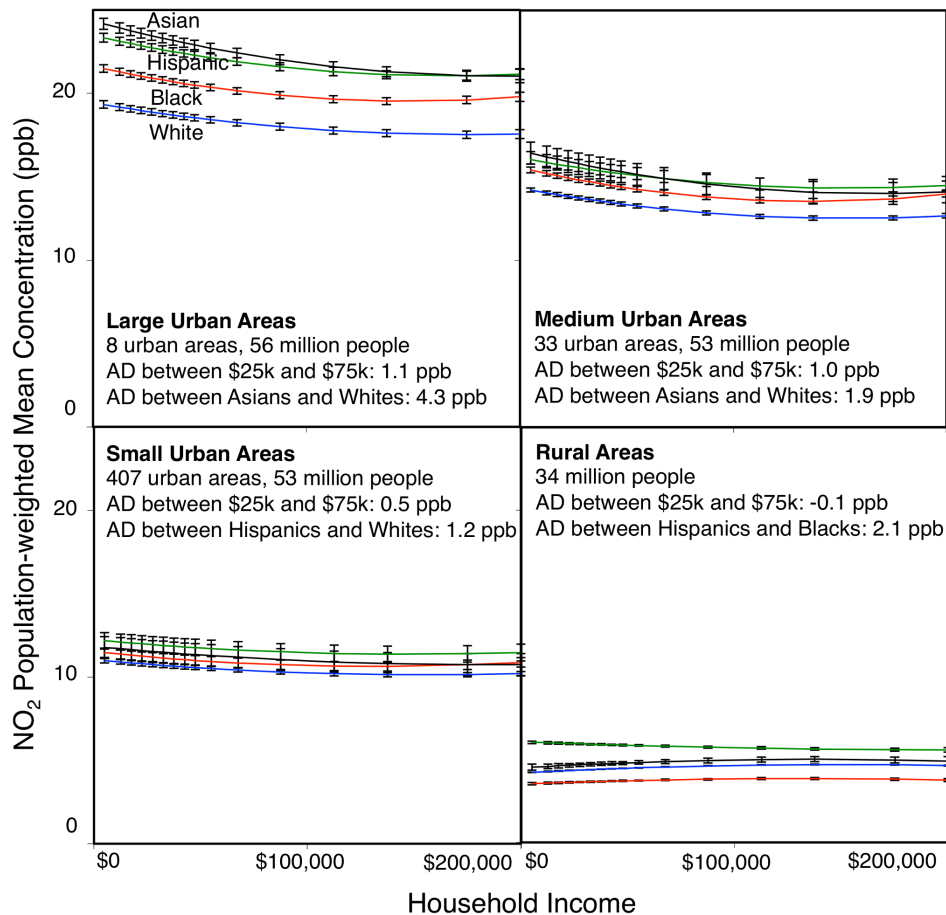 NO2 Population-weighted Mean Concentration (ppb)
20
10
0
Asian
Hispanic
Black
White
Large Urban Areas
8 urban areas, 56 million people
AD between $25k and $75k: 1.1 ppb
AD between Asians and Whites: 4.3 ppb
Medium Urban Areas
33 urban areas, 53 million people
AD between $25k and $75k: 1.0 ppb
AD between Asians and Whites: 1.9 ppb
20
10
0
Small Urban Areas
407 urban areas, 53 million people
AD between $25k and $75k: 0.5 ppb
AD between Hispanics and Whites: 1.2 ppb
Rural Areas
34 million people
AD between $25k and $75k: -0.1 ppb
AD between Hispanics and Blacks: 2.1 ppb
$0 $100,000 $200,000
$0 $100,000 $200,000
Household Income